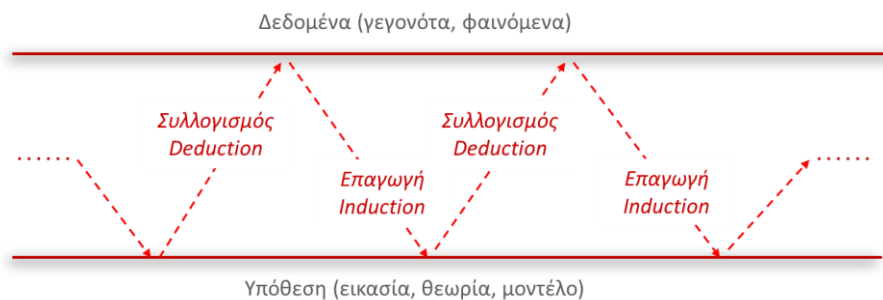 Δεδομένα (γεγονότα, φαινόμενα)
Συλλογισμός
Deduction
Συλλογισμός
Deduction
Επαγωγή
Induction
Επαγωγή
Induction
Υπόθεση (εικασία, θεωρία, μοντέλο)